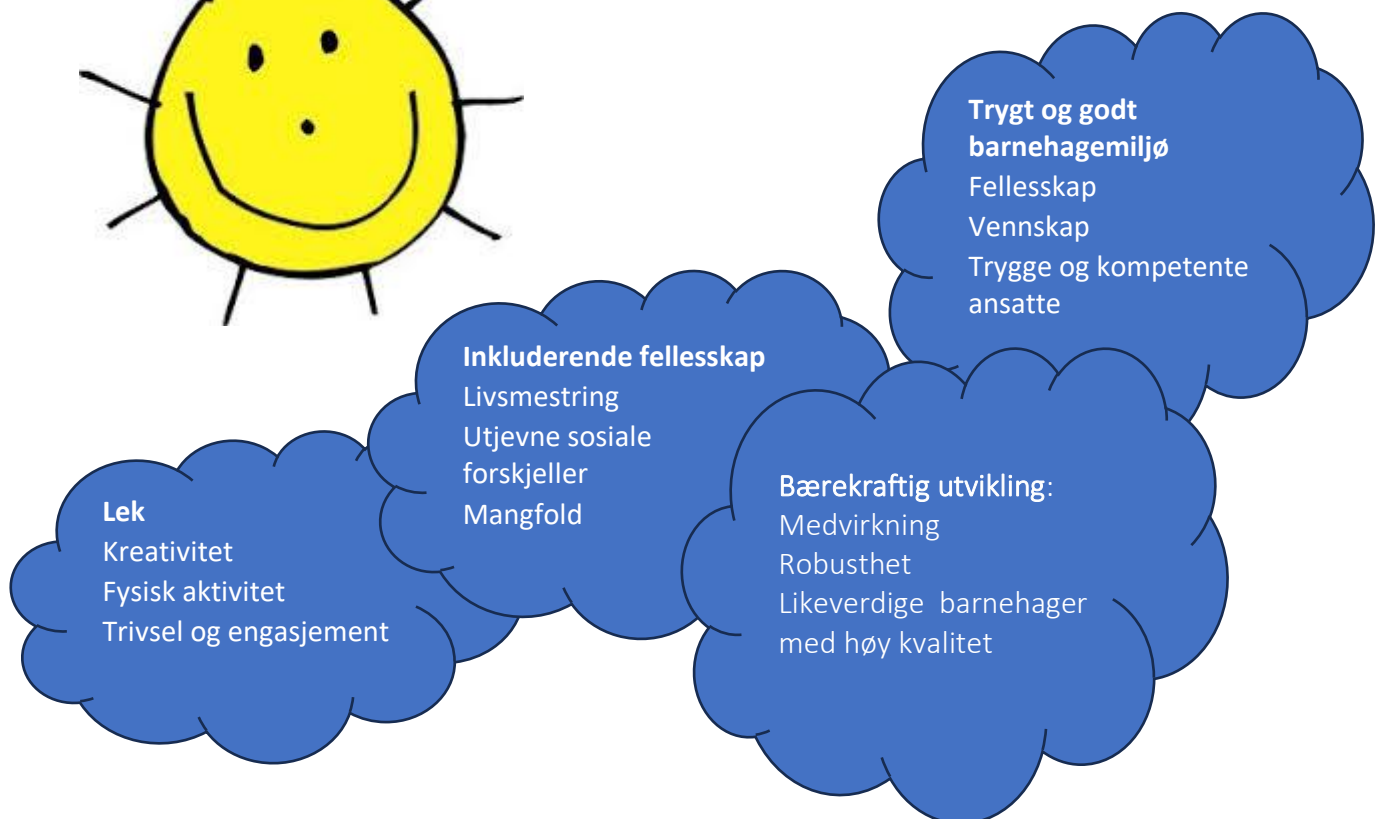 Trygt og godt
barnehagemiljø
Fellesskap
Vennskap
Trygge og kompetente
ansatte
Inkluderende fellesskap
Livsmestring
Utjevne sosiale
forskjeller
Mangfold
Bærekraftig utvikling:
Medvirkning
Robusthet
Likeverdige barnehager
med høy kvalitet
Lek
Kreativitet
Fysisk aktivitet
Trivsel og engasjement